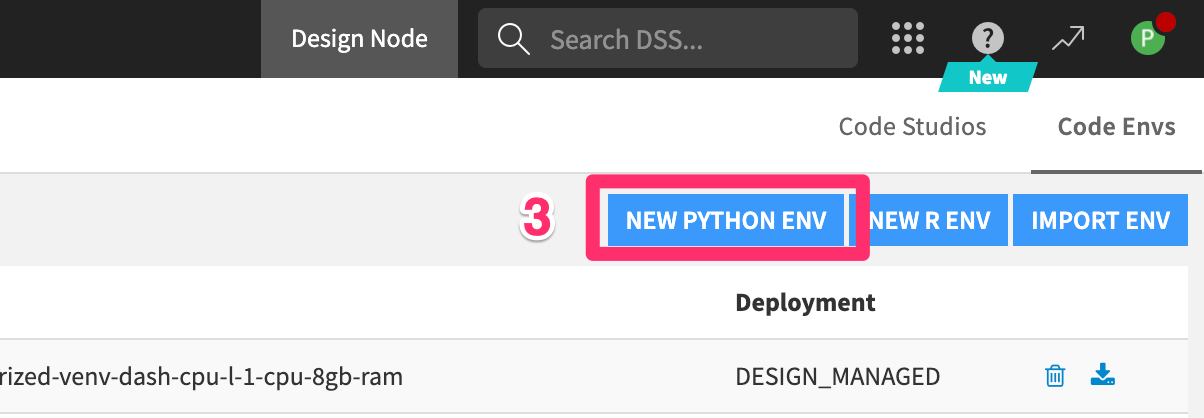 Design Node
Search DSS...
?
P
New
Code Studios
Code Envs
3
NEW PYTHON ENV
NEW R ENV
IMPORT ENV
Deployment
rized-venv-dash-cpu-l-1-cpu-8gb-ram
DESIGN_MANAGED